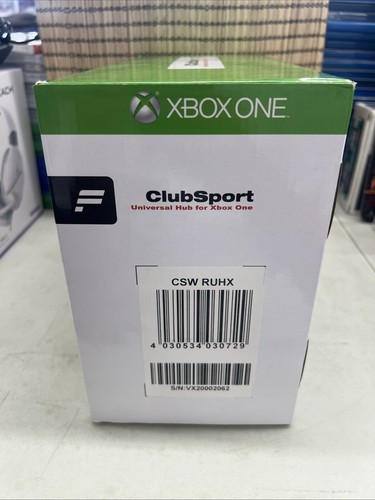 XBOX ONE
ClubSport
Universal Hub for Xbox One
CSW RUHX
4 030534 030729
S/N:VX20002062